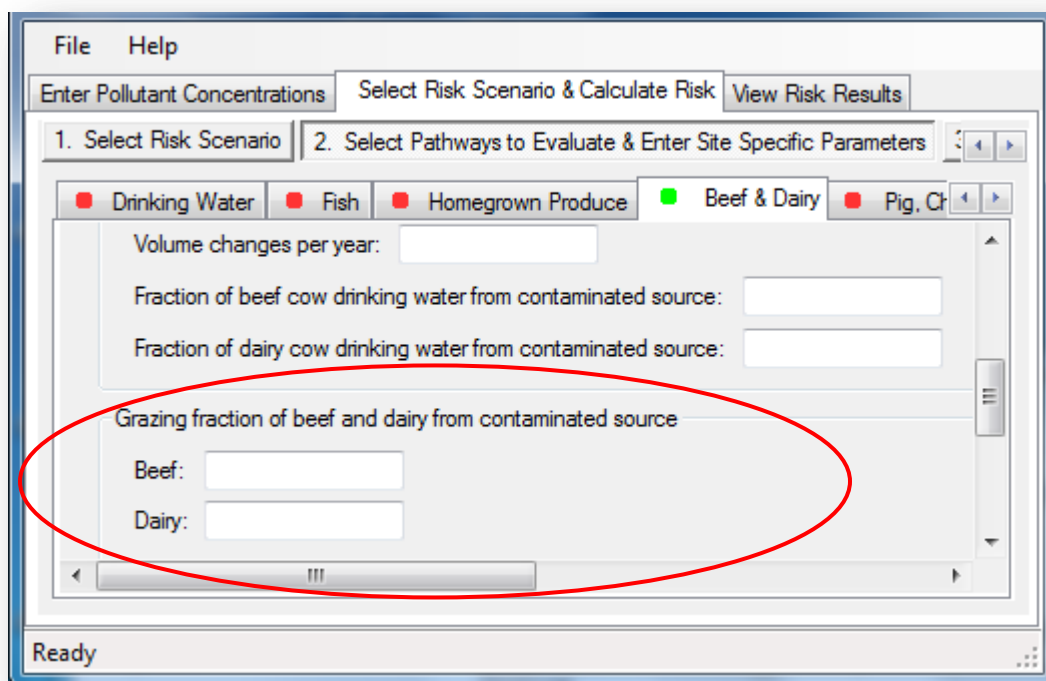 File Help
Enter Pollutant Concentrations Select Risk Scenario & Calculate Risk View Risk Results
1. Select Risk Scenario 2. Select Pathways to Evaluate & Enter Site Specific Parameters
Drinking Water Fish Homegrown Produce Beef & Dairy Pig,
Volume changes per year:
Fraction of beef cow drinking water from contaminated source:
Fraction of dairy cow drinking water from contaminated source:
Grazing fraction of beef and dairy from contaminated source
Beef:
Dairy:
Ready